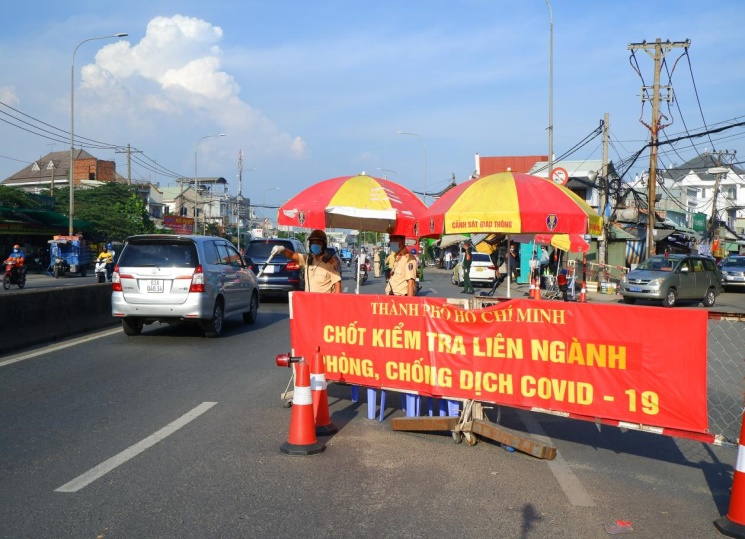 CẢNH SÁT GIAO THÔNG
THÀNH PHỐ HỒ CHÍ MINH
CHỐT KIỂM TRA LIÊN NGÀNH
PHÒNG, CHỐNG DỊCH COVID - 19